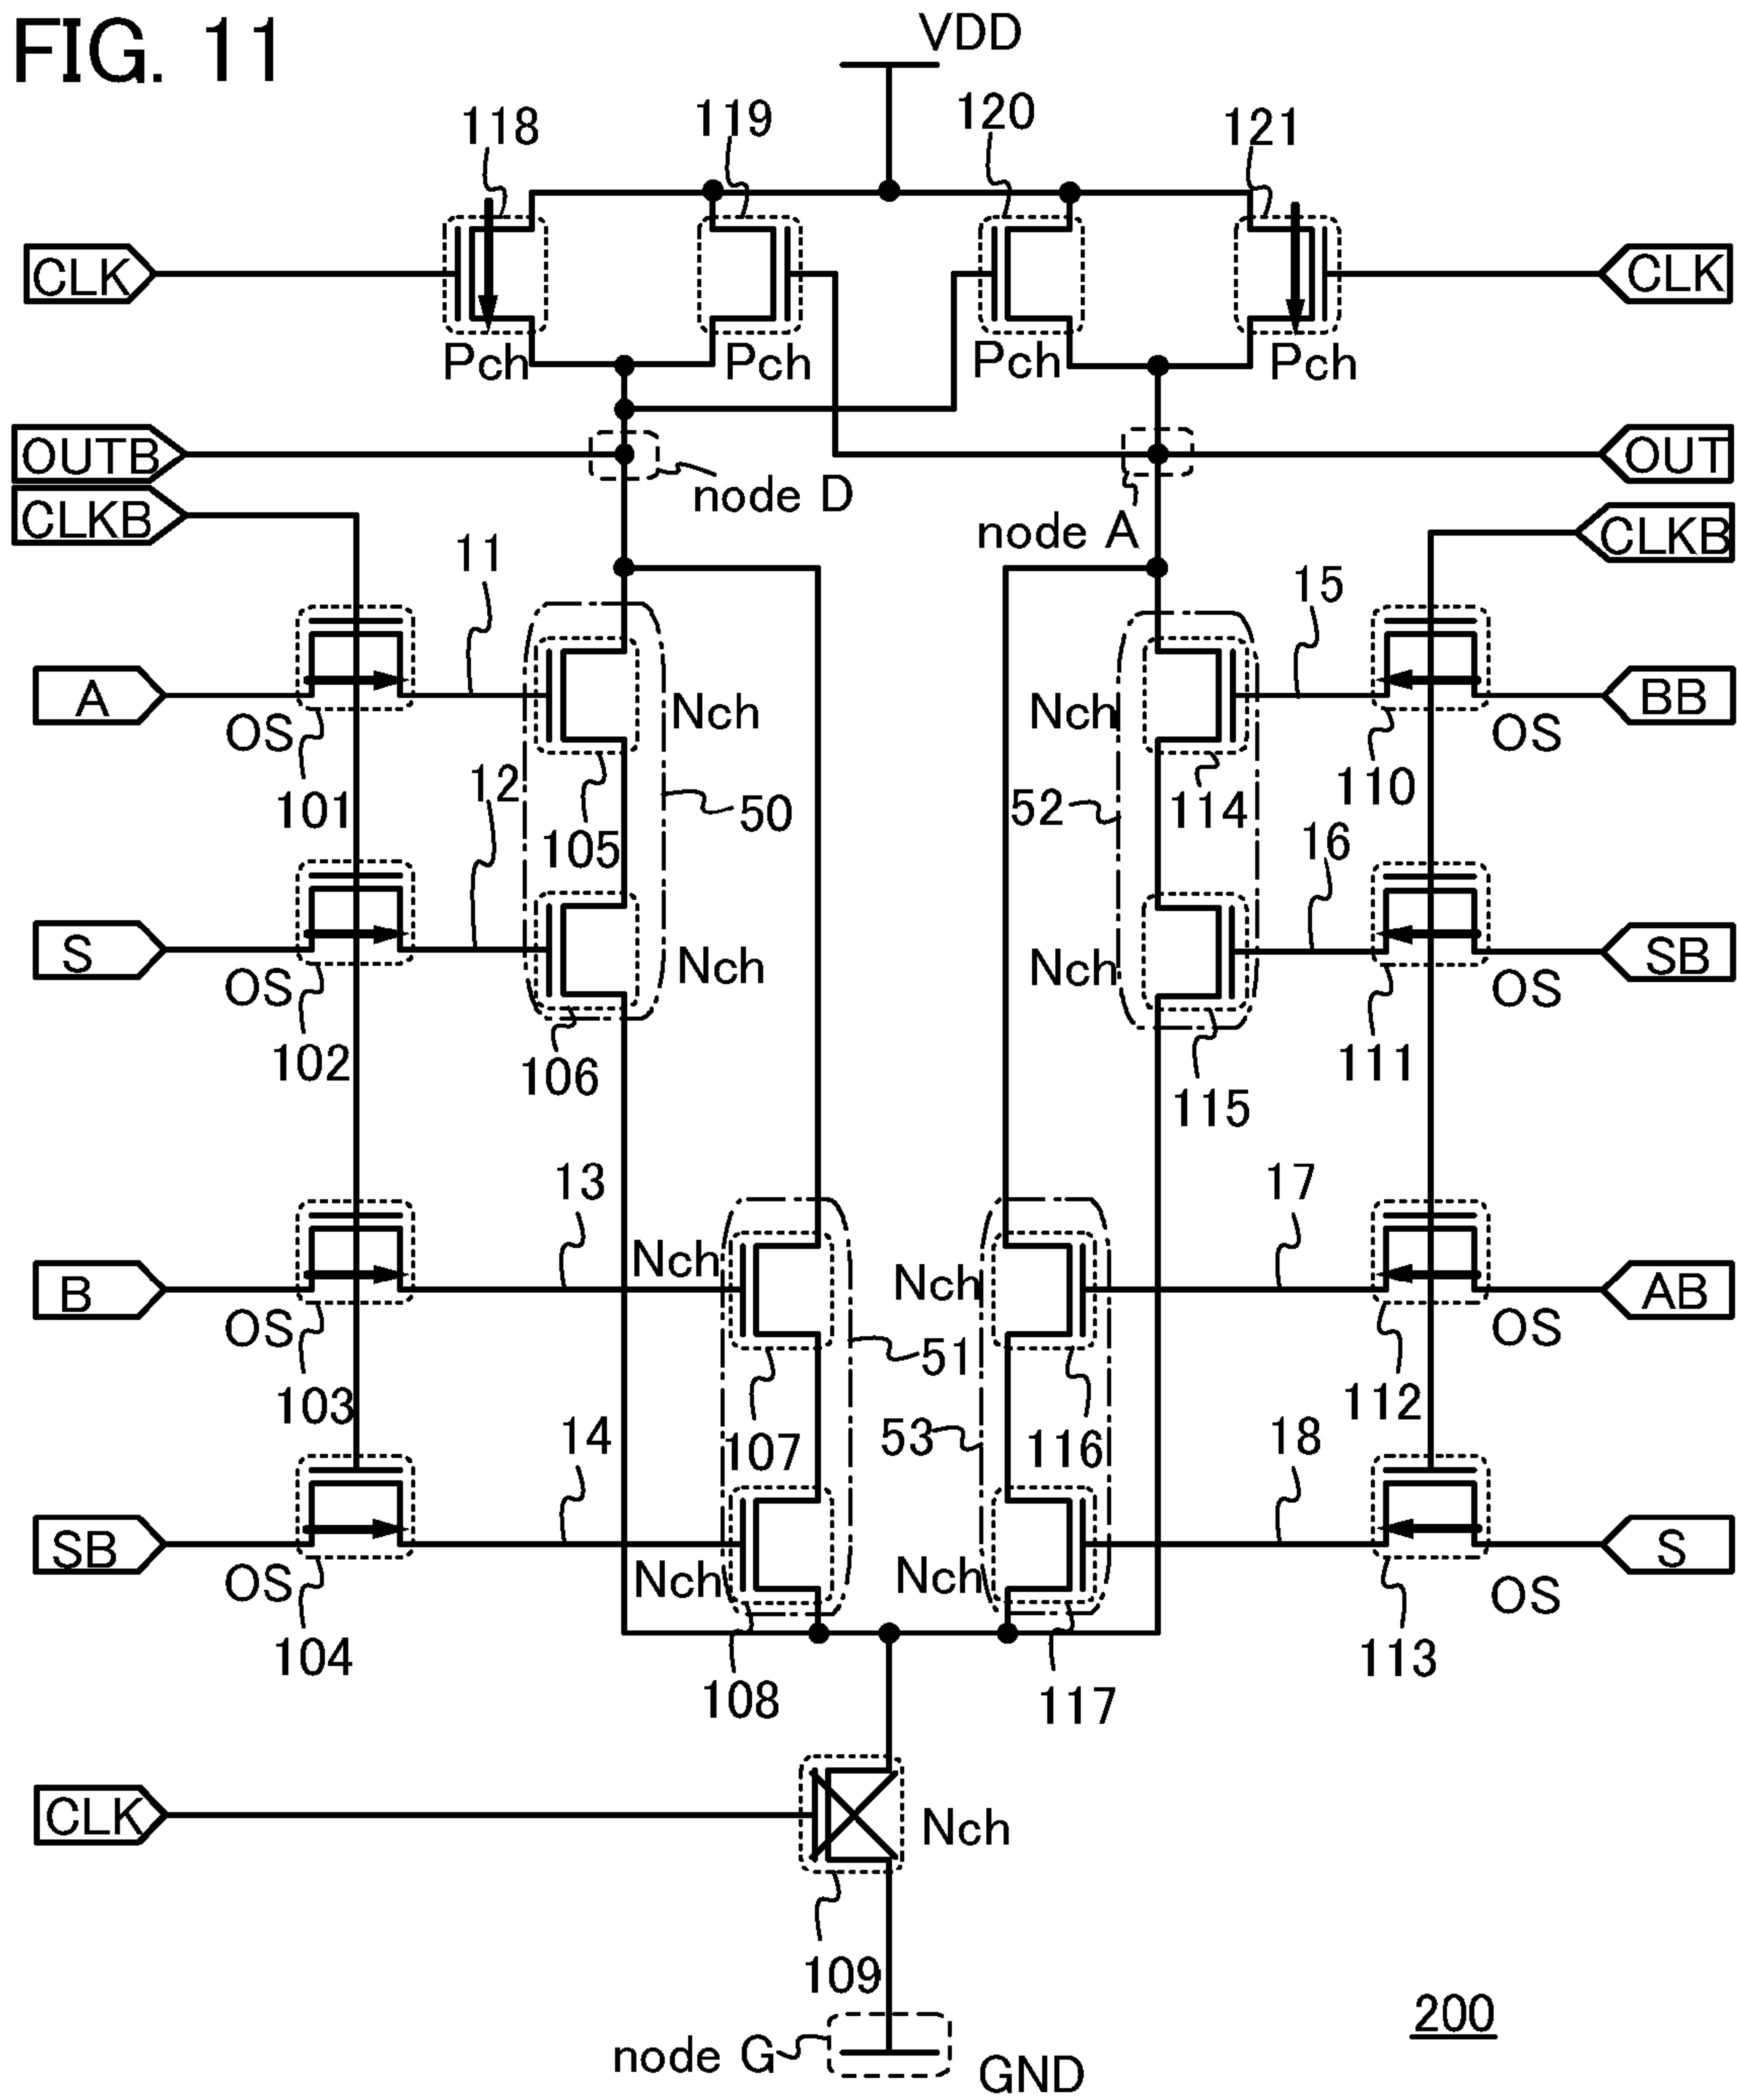 FIG. 11
VDD
118
119
120
121
CLK
CLK
Pch
Pch
Pch
Pch
OUTB
OUT
node D
CLKB
node A
CLKB
11
15
A
OS
Nch
Nch
BB
OS
101
12
105
50
52
114
110
16
S
OS
Nch
Nch
SB
OS
102
106
115
111
13
17
B
OS
Nch
Nch
AB
OS
103
51
112
14
107
53
116
18
SB
OS
Nch
Nch
S
OS
104
108
117
113
CLK
Nch
109
200
node G
GND